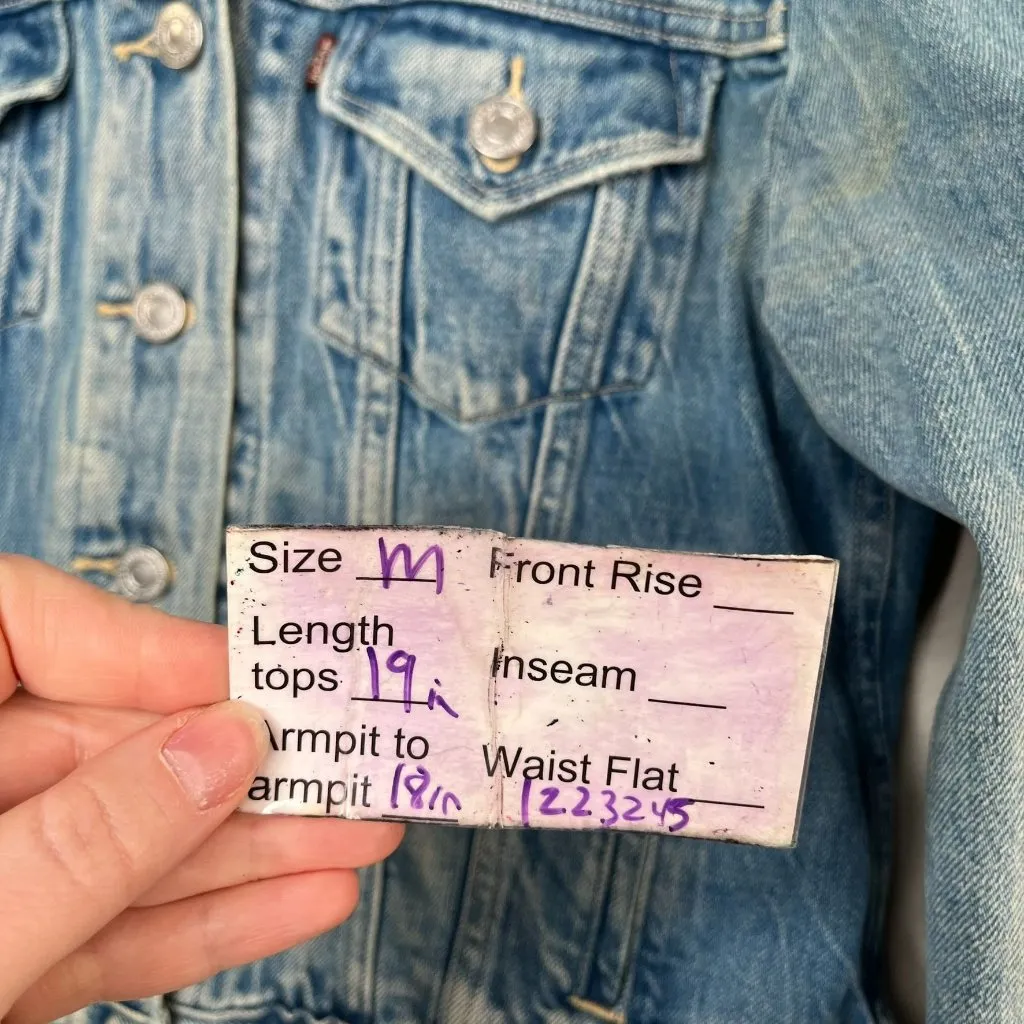 Size m
Length
tops 19in
Armpit to
armpit 18in
Front Rise
Inseam
Waist Flat
1223245